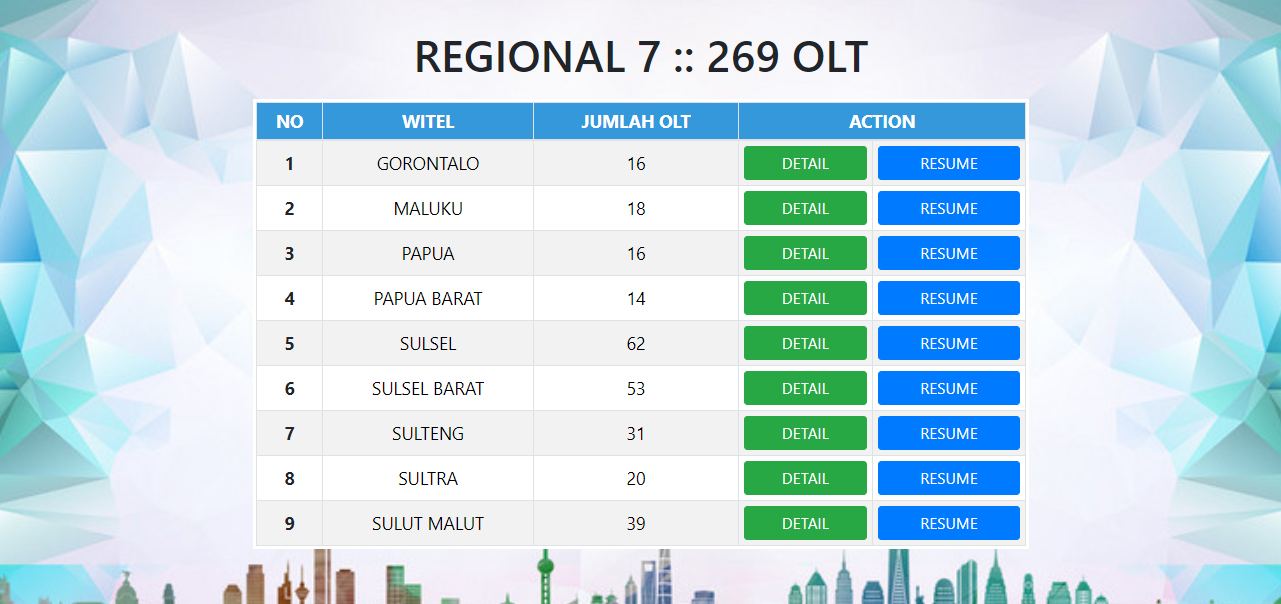 REGIONAL 7 :: 269 OLT
NO WITEL JUMLAH OLT ACTION
1 GORONTALO 16 DETAIL RESUME
2 MALUKU 18 DETAIL RESUME
3 PAPUA 16 DETAIL RESUME
4 PAPUA BARAT 14 DETAIL RESUME
5 SULSEL 62 DETAIL RESUME
6 SULSEL BARAT 53 DETAIL RESUME
7 SULTENG 31 DETAIL RESUME
8 SULTRA 20 DETAIL RESUME
9 SULUT MALUT 39 DETAIL RESUME